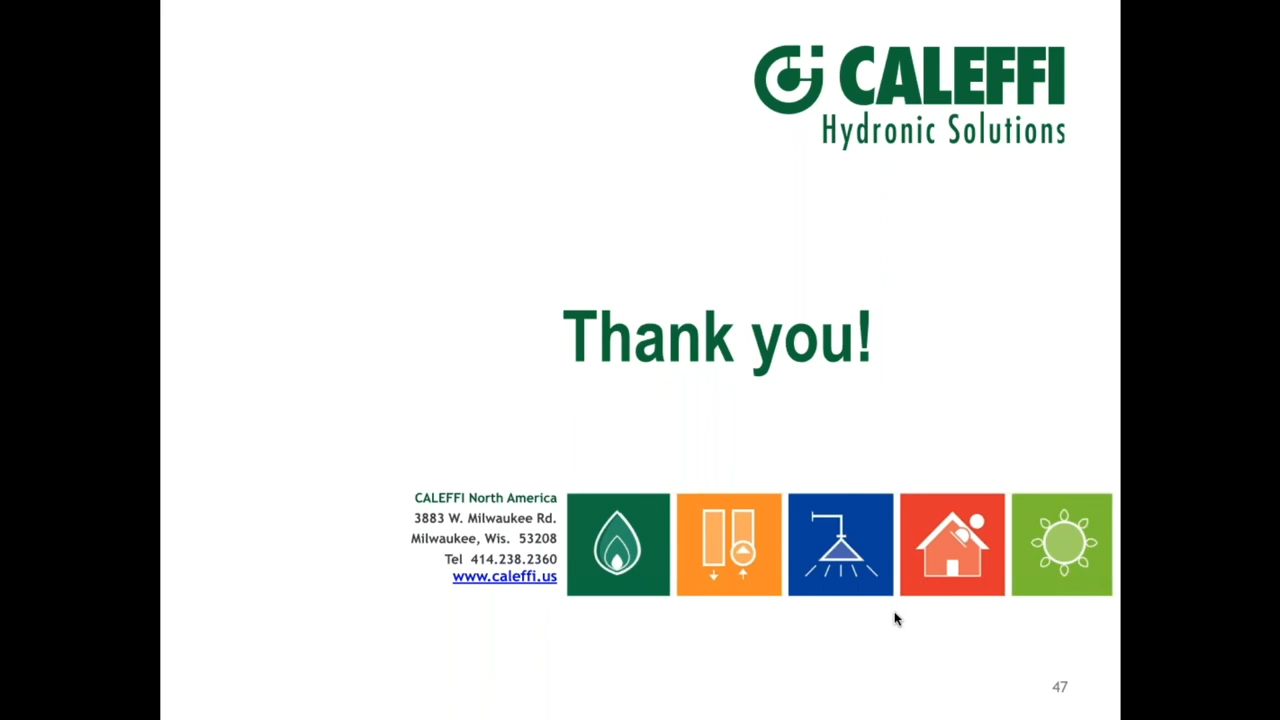 CALEFFI
Hydronic Solutions
Thank you!
CALEFFI North America
3883 W. Milwaukee Rd.
Milwaukee, Wis. 53208
Tel 414.238.2360
www.caleffi.us
47